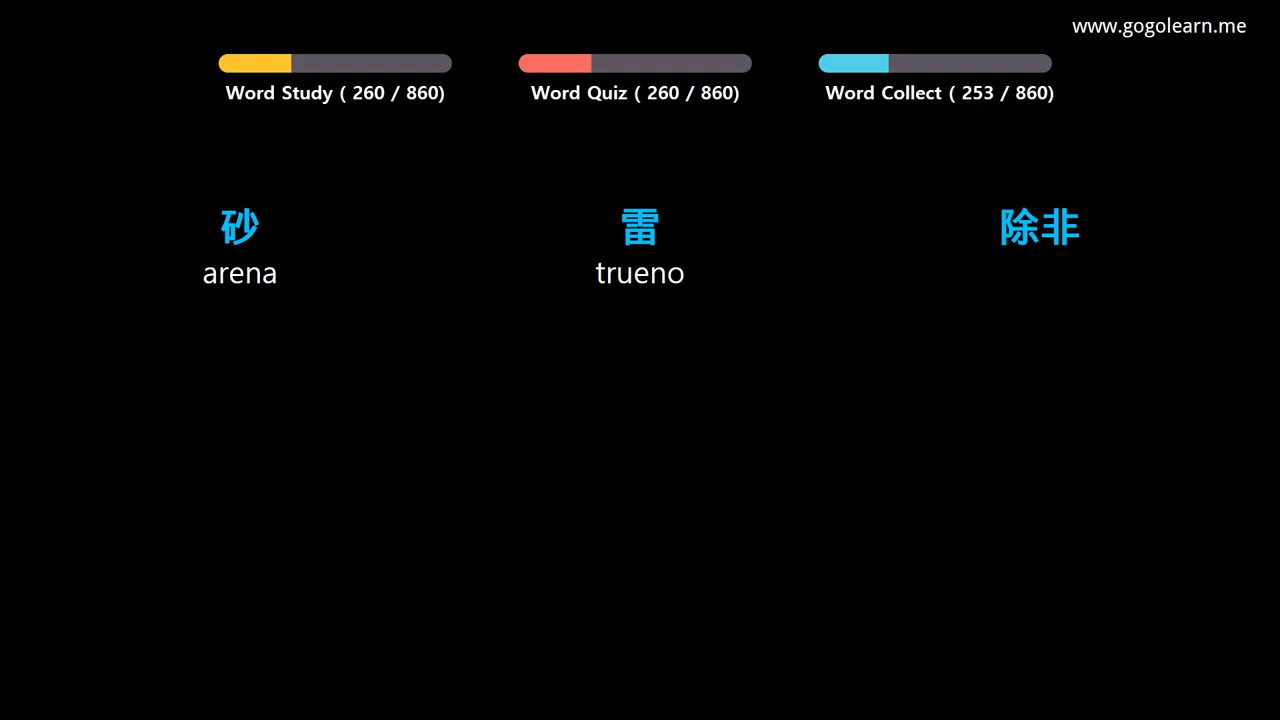 www.gogolearn.me
Word Study ( 260 / 860)
Word Quiz ( 260 / 860)
Word Collect ( 253 / 860)
砂
雷
除非
arena
trueno